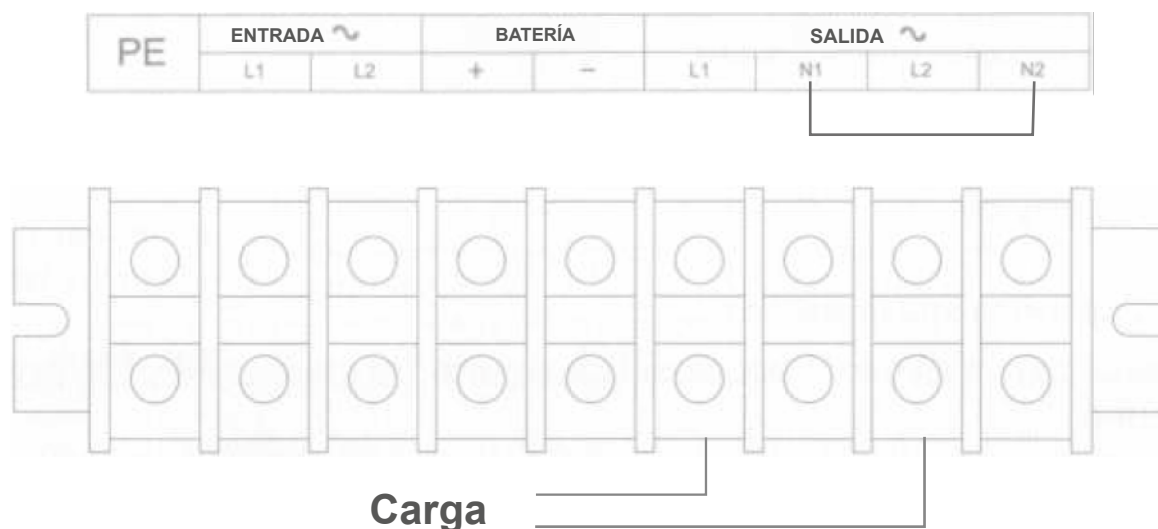 PE ENTRADA ~ BATERÍA SALIDA ~
L1 L2 + - L1 N1 L2 N2
Carga